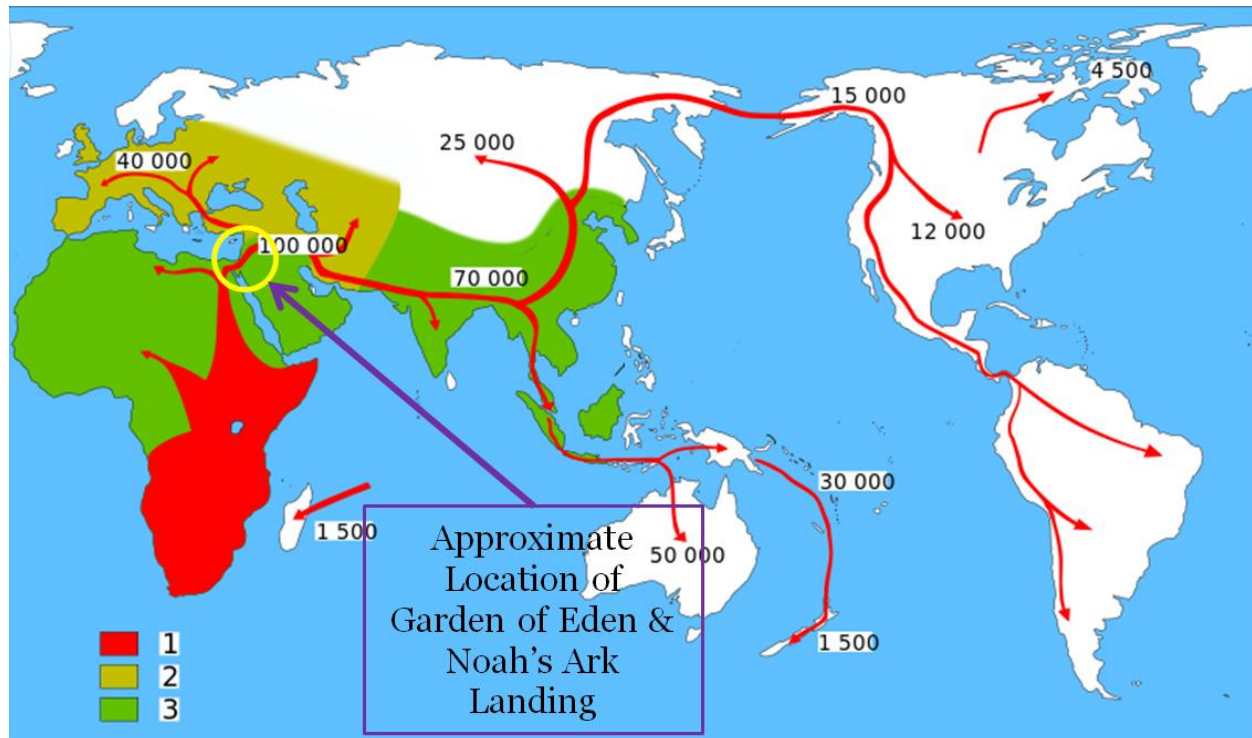 4 500
15 000
25 000
40 000
12 000
100 000
70 000
30 000
1 500
50 000
1 500
Approximate
Location of
Garden of Eden &
Noah's Ark
Landing
1
2
3